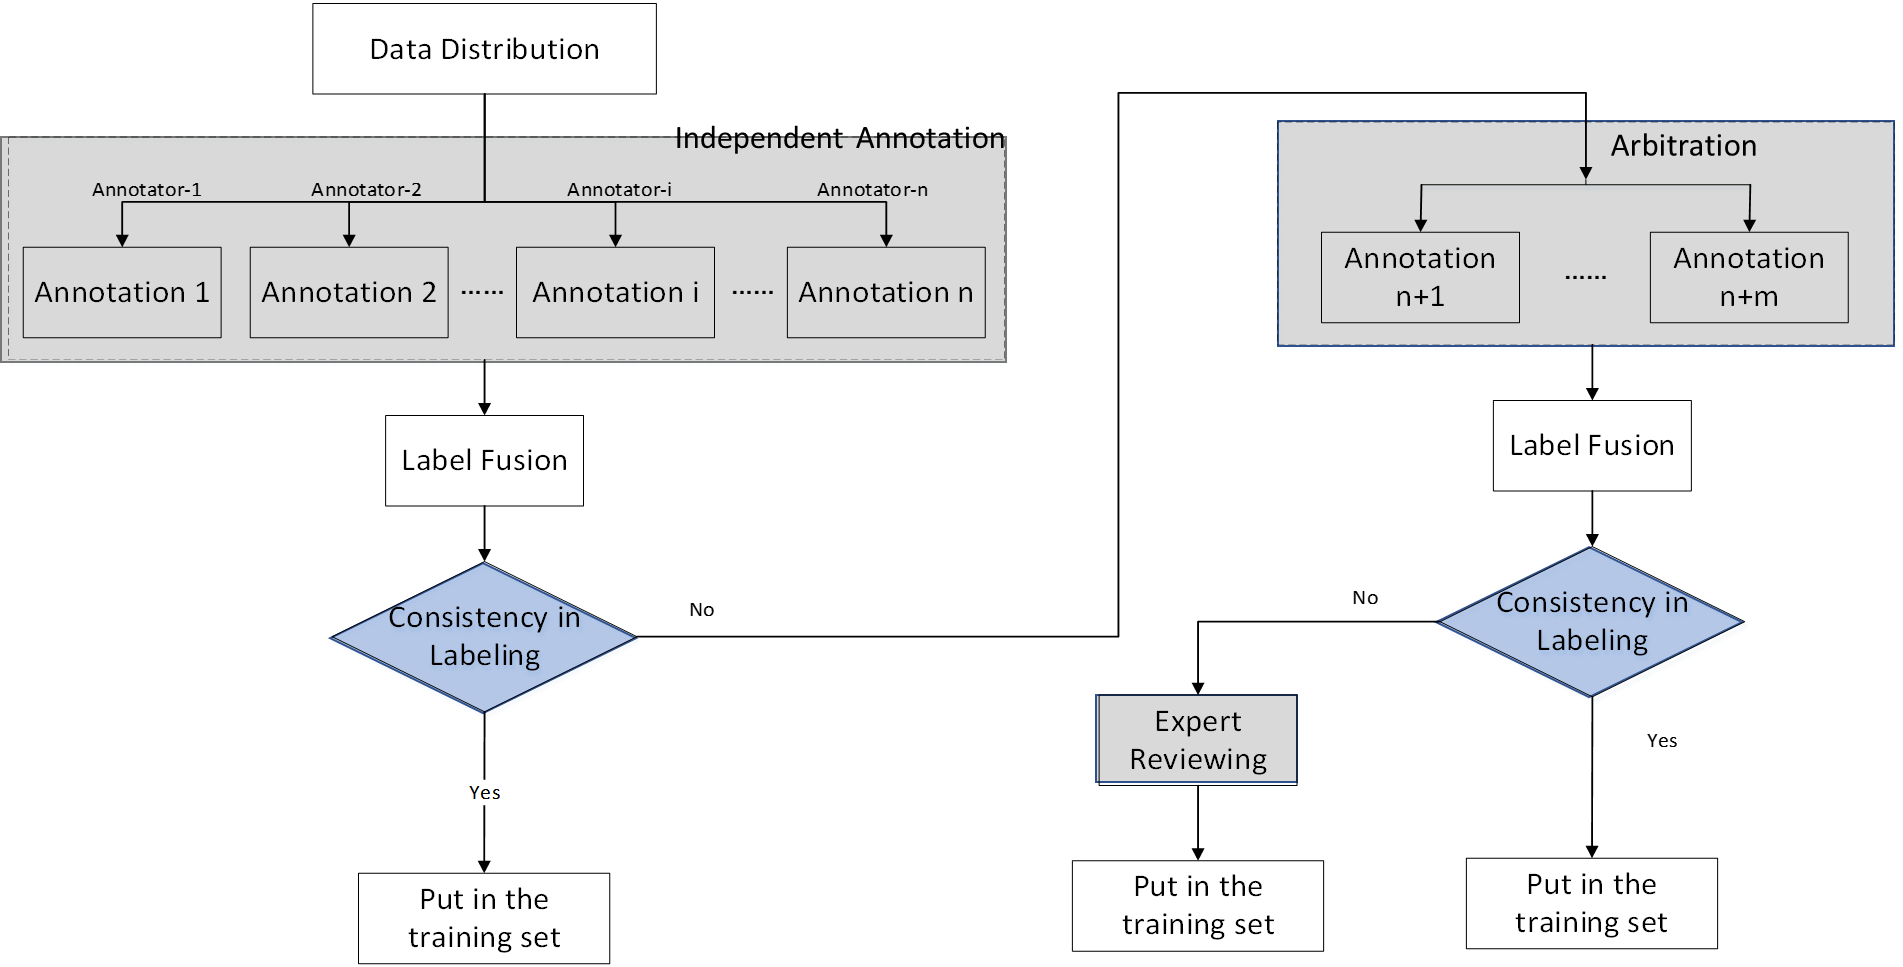 Data Distribution
Independent Annotation
Annotator-1
Annotator-2
Annotator-i
Annotator-n
Annotation 1
Annotation 2
......
Annotation i
......
Annotation n
Label Fusion
Consistency in
Labeling
No
Yes
Put in the
training set
Arbitration
Annotation
n+1
......
Annotation
n+m
Label Fusion
Consistency in
Labeling
No
Yes
Expert
Reviewing
Put in the
training set
Put in the
training set